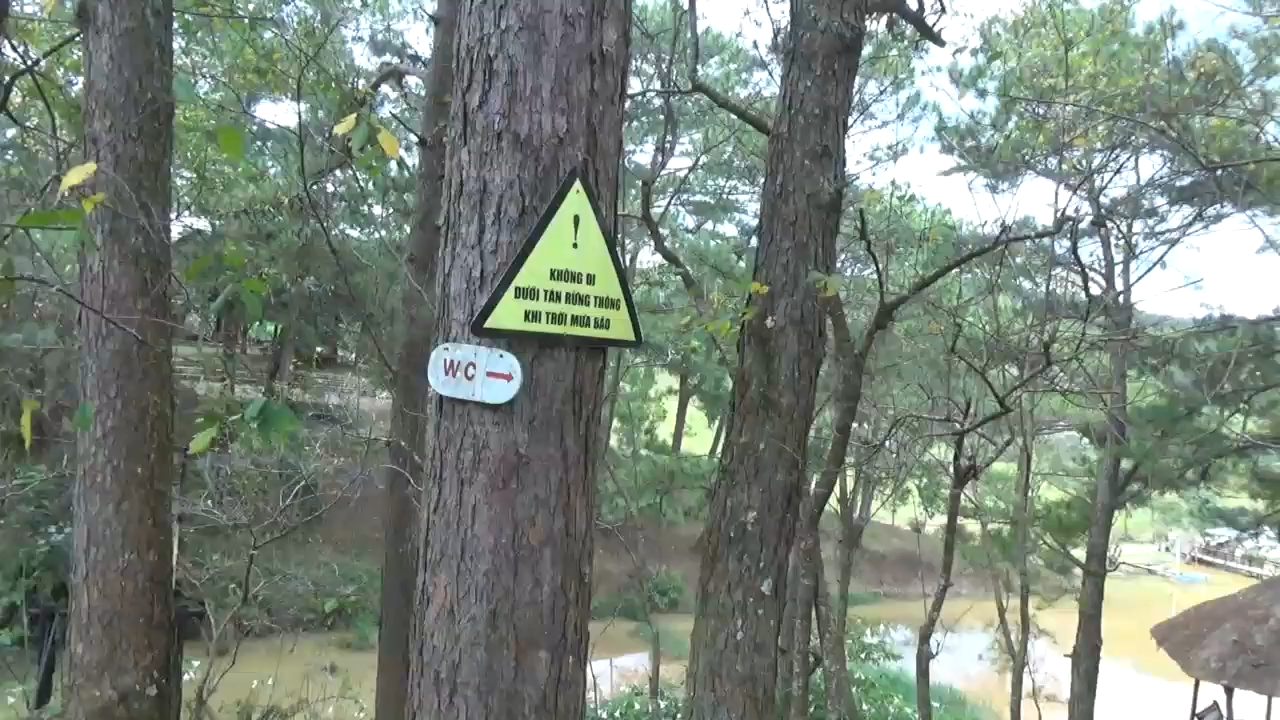 !
KHÔNG ĐI
DƯỚI TÁN RỪNG THÔNG
KHI TRỜI MƯA BÃO
WC →